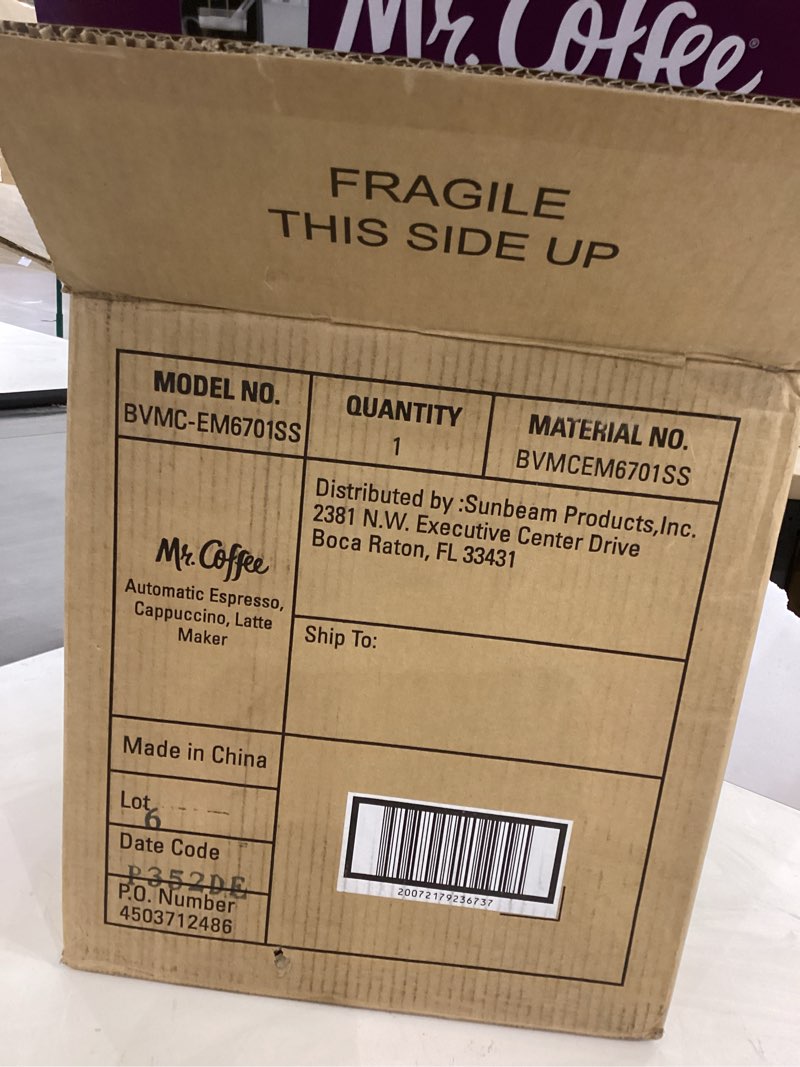 Mr. Coffee®
FRAGILE
THIS SIDE UP
MODEL NO.
BVMC-EM6701SS
QUANTITY
1
MATERIAL NO.
BVMCEM6701SS
Mr. Coffee
Automatic Espresso,
Cappuccino, Latte
Maker
Distributed by :Sunbeam Products,Inc.
2381 N.W. Executive Center Drive
Boca Raton, FL 33431
Ship To:
Made in China
Lot
6
Date Code
P352DE
P.O. Number
4503712486
20072179236737